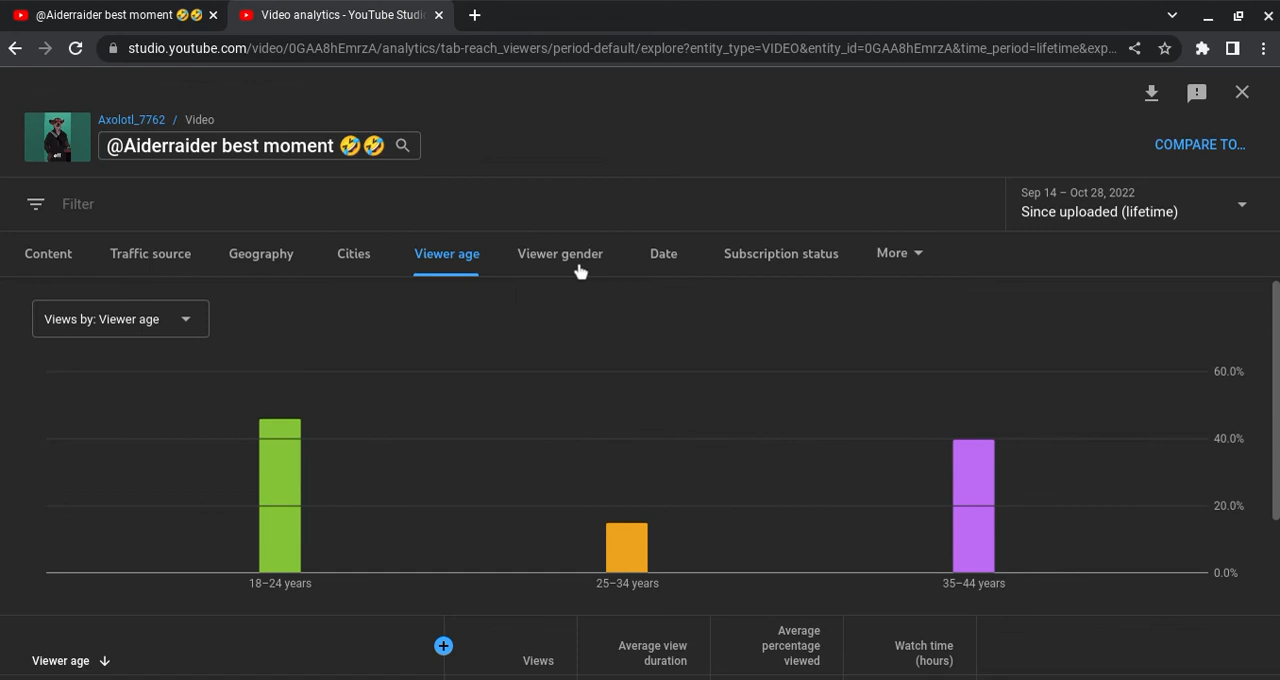 @Aiderraider best moment 🤣🤣
Video analytics - YouTube Studi
studio.youtube.com/video/0GAA8hEmrzA/analytics/tab-reach_viewers/period-default/explore?entity_type=VIDEO&entity_id=0GAA8hEmrzA&time_period=lifetime&exp...
Axolotl_7762 / Video
@Aiderraider best moment 🤣🤣
COMPARE TO...
Filter
Sep 14 – Oct 28, 2022
Since uploaded (lifetime)
Content Traffic source Geography Cities Viewer age Viewer gender Date Subscription status More
Views by: Viewer age
60.0%
40.0%
20.0%
0.0%
18–24 years 25–34 years 35–44 years
Viewer age
Views
Average view
duration
Average
percentage
viewed
Watch time
(hours)